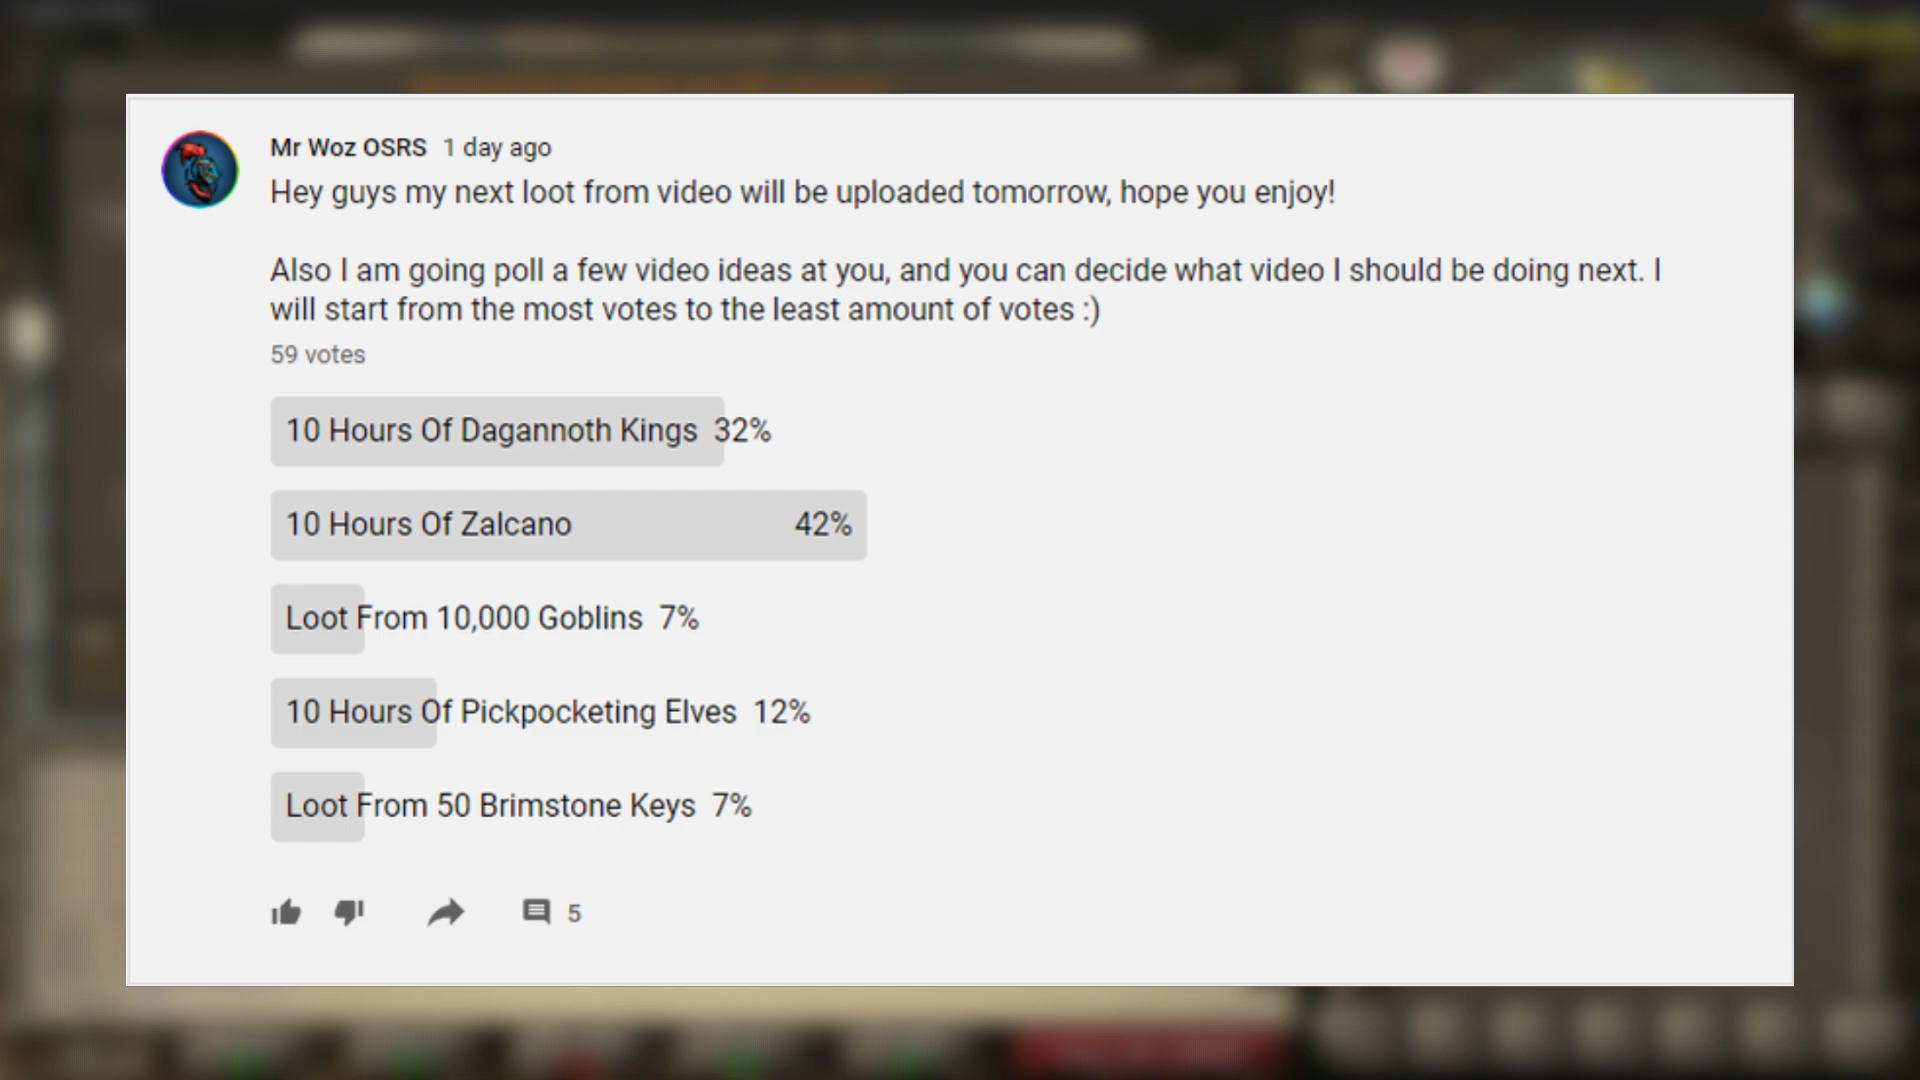 Mr Woz OSRS 1 day ago
Hey guys my next loot from video will be uploaded tomorrow, hope you enjoy!
Also I am going poll a few video ideas at you, and you can decide what video I should be doing next. I
will start from the most votes to the least amount of votes :)
59 votes
10 Hours Of Dagannoth Kings 32%
10 Hours Of Zalcano 42%
Loot From 10,000 Goblins 7%
10 Hours Of Pickpocketing Elves 12%
Loot From 50 Brimstone Keys 7%
5